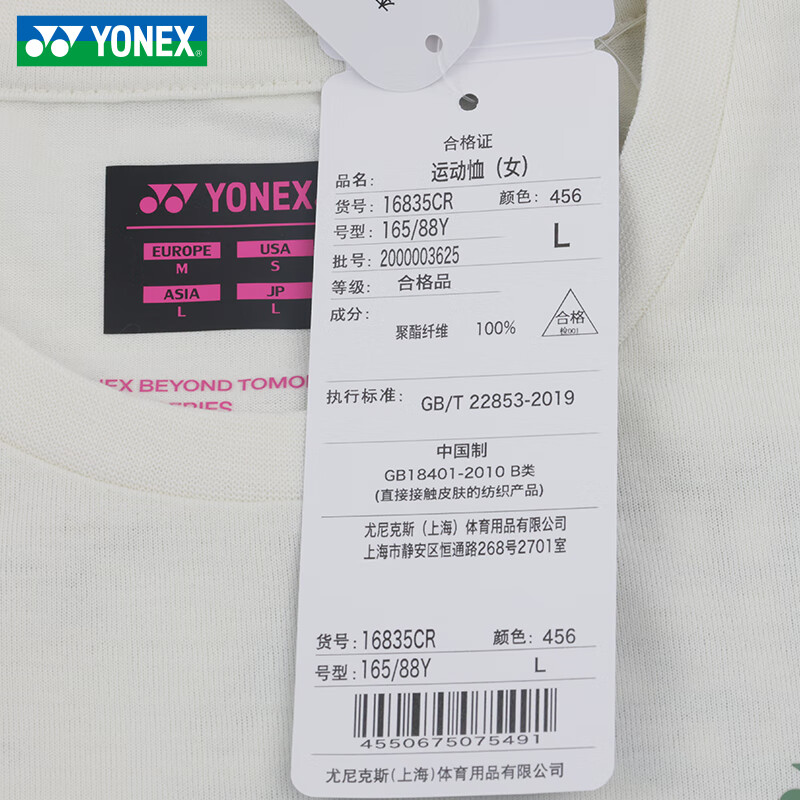 YONEX®
YONEX
EUROPE
M
USA
S
ASIA
L
JP
L
BEYOND
合格证
品名: 运动恤（女）
货号: 16835CR 颜色: 456
号型: 165/88Y L
批号: 2000003625
等级: 合格品
成分:
聚酯纤维 100%
合格
检001
执行标准: GB/T 22853-2019
中国制
GB18401-2010 B类
(直接接触皮肤的纺织产品)
尤尼克斯(上海)体育用品有限公司
上海市静安区恒通路268号2701室
货号: 16835CR 颜色: 456
号型: 165/88Y L
4550675075491
尤尼克斯(上海)体育用品有限公司